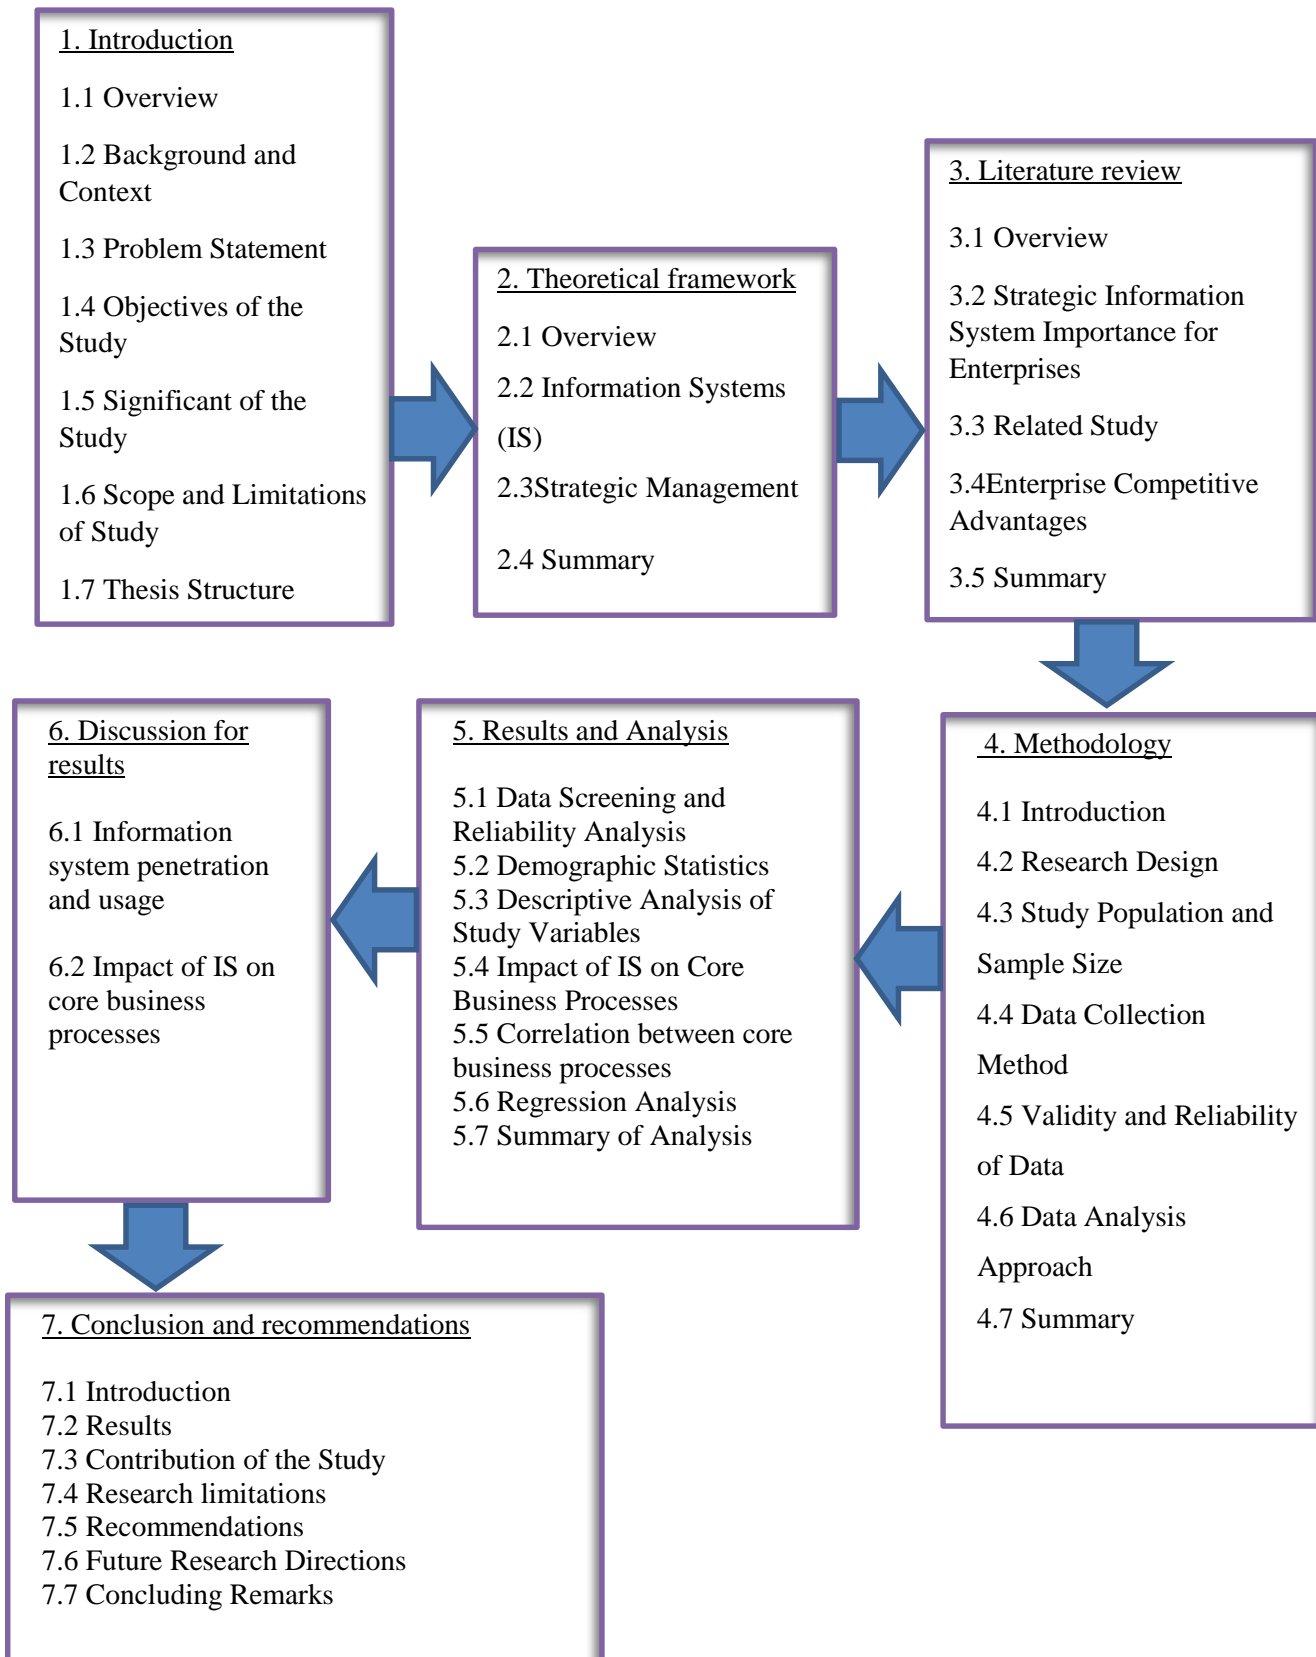 1. Introduction
1.1 Overview
1.2 Background and
Context
1.3 Problem Statement
1.4 Objectives of the
Study
1.5 Significant of the
Study
1.6 Scope and Limitations
of Study
1.7 Thesis Structure
2. Theoretical framework
2.1 Overview
2.2 Information Systems
(IS)
2.3Strategic Management
2.4 Summary
3. Literature review
3.1 Overview
3.2 Strategic Information
System Importance for
Enterprises
3.3 Related Study
3.4Enterprise Competitive
Advantages
3.5 Summary
4. Methodology
4.1 Introduction
4.2 Research Design
4.3 Study Population and
Sample Size
4.4 Data Collection
Method
4.5 Validity and Reliability
of Data
4.6 Data Analysis
Approach
4.7 Summary
5. Results and Analysis
5.1 Data Screening and
Reliability Analysis
5.2 Demographic Statistics
5.3 Descriptive Analysis of
Study Variables
5.4 Impact of IS on Core
Business Processes
5.5 Correlation between core
business processes
5.6 Regression Analysis
5.7 Summary of Analysis
6. Discussion for
results
6.1 Information
system penetration
and usage
6.2 Impact of IS on
core business
processes
7. Conclusion and recommendations
7.1 Introduction
7.2 Results
7.3 Contribution of the Study
7.4 Research limitations
7.5 Recommendations
7.6 Future Research Directions
7.7 Concluding Remarks